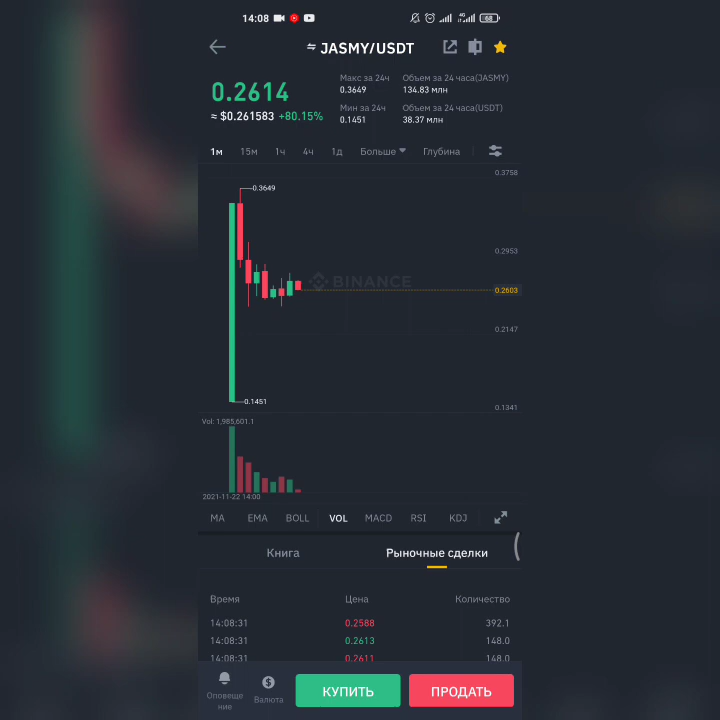 14:08
4G
68
JASMY/USDT
0.2614
≈ $0.261583 +80.15%
Макс за 24ч
0.3649
Объем за 24 часа(JASMY)
134.83 млн
Мин за 24ч
0.1451
Объем за 24 часа(USDT)
38.37 млн
1м 15м 1ч 4ч 1д Больше Глубина
0.3758
0.3649
0.2953
BINANCE
0.2603
0.2147
0.1451
0.1341
Vol: 1,985,601.1
2021-11-22 14:00
MA EMA BOLL VOL MACD RSI KDJ
Книга Рыночные сделки
Время Цена Количество
14:08:31 0.2588 392.1
14:08:31 0.2613 148.0
14:08:31 0.2611 148.0
Оповеще
ние
Валюта
КУПИТЬ
ПРОДАТЬ